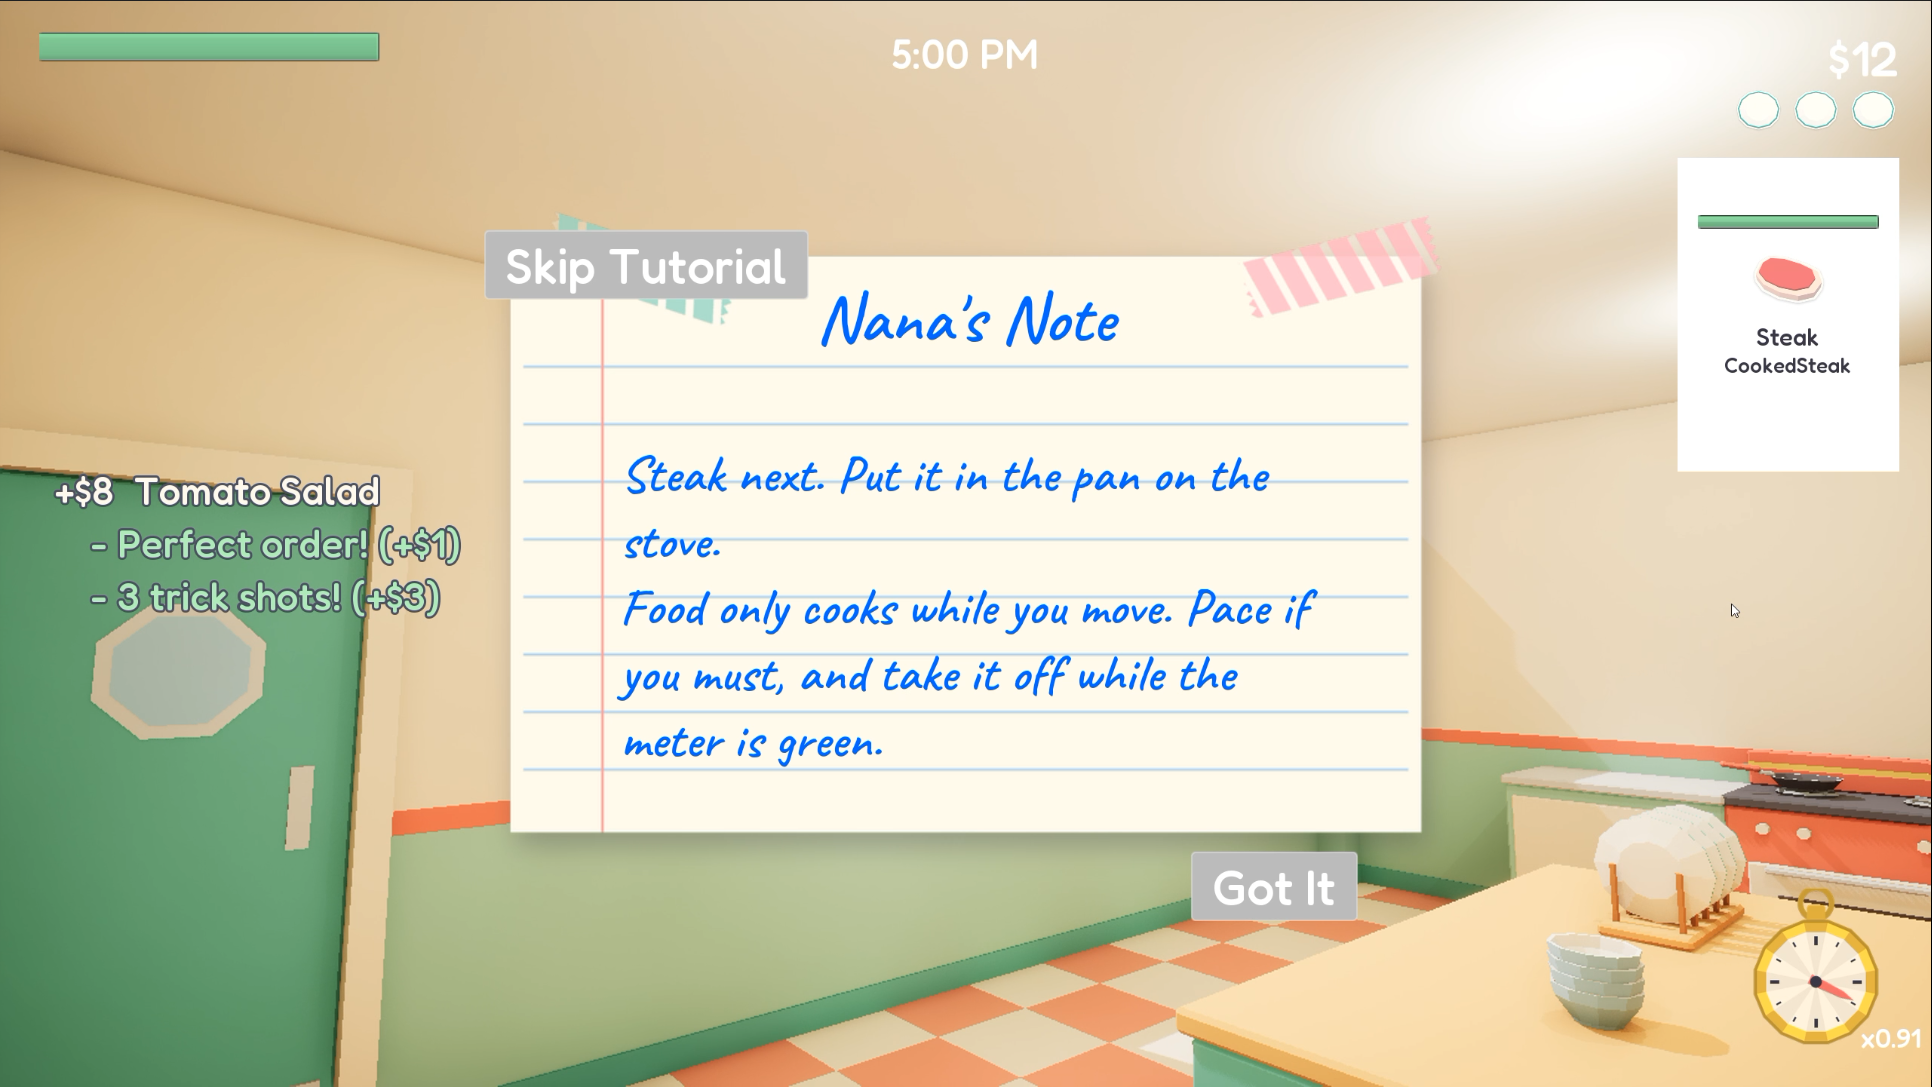 5:00 PM
$12
Skip Tutorial
Nana's Note
Steak next. Put it in the pan on the
stove.
Food only cooks while you move. Pace if
you must, and take it off while the
meter is green.
Got It
Steak
CookedSteak
+$8 Tomato Salad
- Perfect order! (+$1)
- 3 trick shots! (+$3)
x0.91